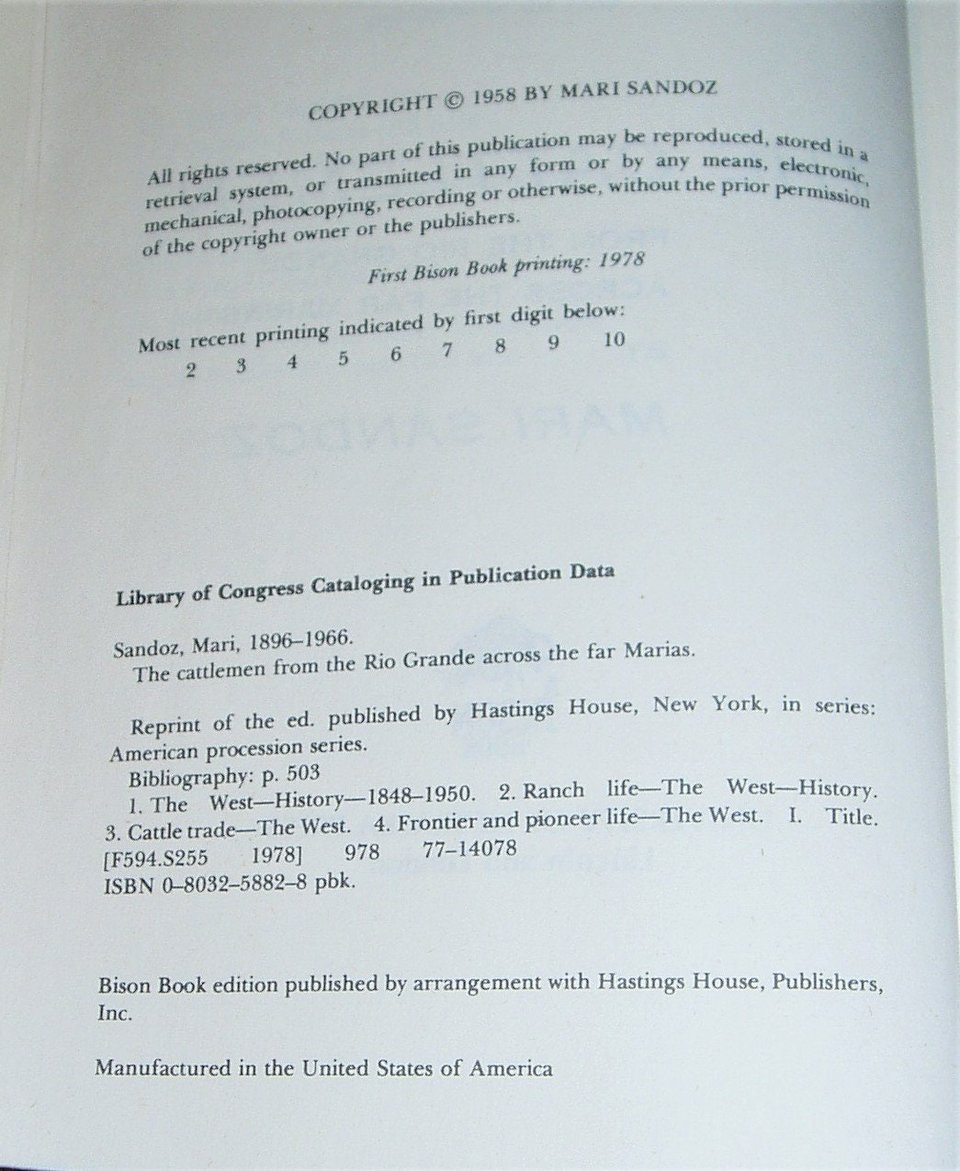 COPYRIGHT © 1958 BY MARI SANDOZ
All rights reserved. No part of this publication may be reproduced, stored in a
retrieval system, or transmitted in any form or by any means, electronic,
mechanical, photocopying, recording or otherwise, without the prior permission
of the copyright owner or the publishers.
First Bison Book printing: 1978
Most recent printing indicated by first digit below:
2 3 4 5 6 7 8 9 10
MARI SANDOZ
Library of Congress Cataloging in Publication Data
Sandoz, Mari, 1896–1966.
The cattlemen from the Rio Grande across the far Marias.
Reprint of the ed. published by Hastings House, New York, in series:
American procession series.
Bibliography: p. 503
1. The West—History—1848–1950. 2. Ranch life—The West—History.
3. Cattle trade—The West. 4. Frontier and pioneer life—The West. I. Title.
[F594.S255 1978] 978 77–14078
ISBN 0–8032–5882–8 pbk.
Bison Book edition published by arrangement with Hastings House, Publishers,
Inc.
Manufactured in the United States of America